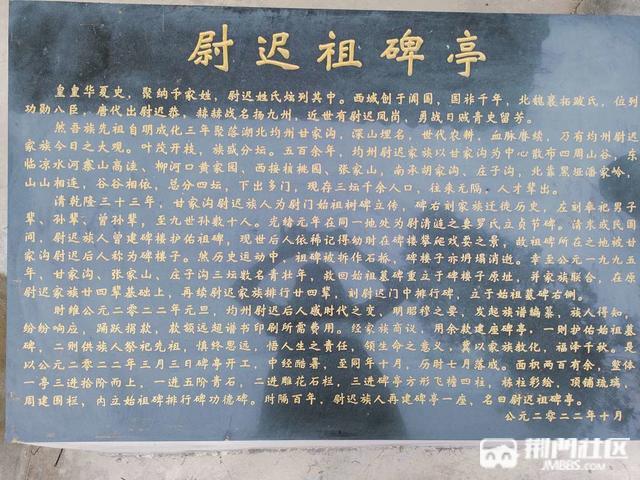 尉迟祖碑亭
皇皇华夏史，聚纳千家姓，尉迟姓氏炫列其中。西域创于阗国，国祚千年，北魏襄拓跋氏，位列
功勋八臣，唐代出尉迟恭，赫赫战名扬九州，近世有尉迟凤岗，勇战日贼青史留芳。
然吾族先祖自明成化三年聚落湖北均州甘家沟，深山埋名，世代农耕，血脉赓续，万有均州尉迟
家族今日之大观。叶茂开枝，族盛分坛。五百余年，均州尉迟家族以甘家沟为中心散布四周山谷，东
临凉水河寨山高洼、柳河口黄家园、西接植桃园、张家山，南承胡家沟、庄子沟，北靠黑垭潘家岭，
山山相连，谷谷相依，总分四坛，下出多门，现存三坛千余人口，往来无隔，人才辈出。
清乾隆三十三年，甘家沟尉迟族人为尉门始祖树碑立传，碑右刻家族迁徙历史，左刻奉祀男子
辈、孙辈、曾孙辈，至九世孙数十人。光绪元年在同一地处为尉清涟之妻罗氏立贞节碑。清末或民国
间，尉迟族人曾建碑楼护佑祖碑，现世后人依稀记得幼时在碑楼攀爬戏耍之景，故祖碑所在之地被甘
家沟尉迟后人称为碑楼子。然历史运动中，祖碑被拆作石桥，碑楼子亦坍塌消逝。幸至公元一九九五
年，甘家沟、张家山、庄子沟三坛数名青壮年，救回始祖墓碑重立于碑楼子原址，并家族联合，在原
尉迟家族廿四辈基础上，再续尉迟家族排行廿四辈，刻尉迟门中排行碑，立于始祖墓碑右侧。
时维公元二〇二二年元旦，均州尉迟后人感时代之变，明昭穆之要，发起族谱编纂，族人得知，
纷纷响应，踊跃捐款，款额远超谱书印刷所需费用。经家族商议，用余款建座碑亭，一则护佑始祖墓
碑，二则供族人祭祀先祖，慎终思远，悟人生之责任，领生命之意义，冀以家族教化，福泽千秋。是
以公元二〇二二年三月三日碑亭开工，中经酷暑，至同年十月，历时七月落成。面积两百有余，整体
一亭三进拾阶而上，一进五阶青石，二进雕花石栏，三进碑亭方形飞檐四柱，栋柱彩绘，顶铺琉璃，
周建围栏，内立始祖碑排行碑功德碑。时隔百年，尉迟族人再建碑亭一座，名曰尉迟祖碑亭。
公元二〇二二年十月
荆门社区
JMBBS.COM